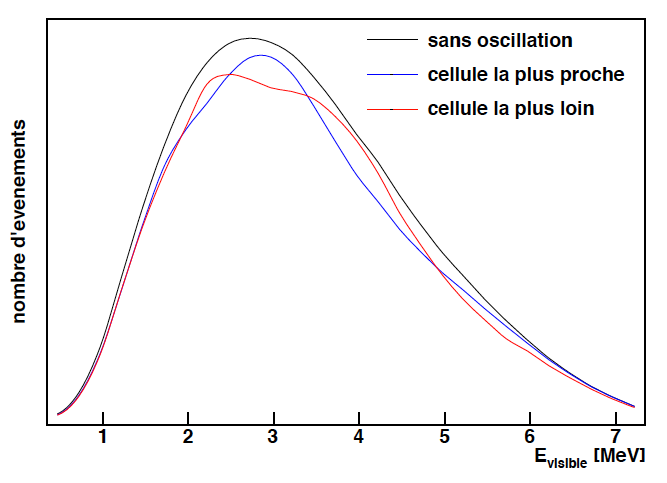 sans oscillation
cellule la plus proche
cellule la plus loin
nombre d'evenements
1 2 3 4 5 6 7
E_visible [MeV]